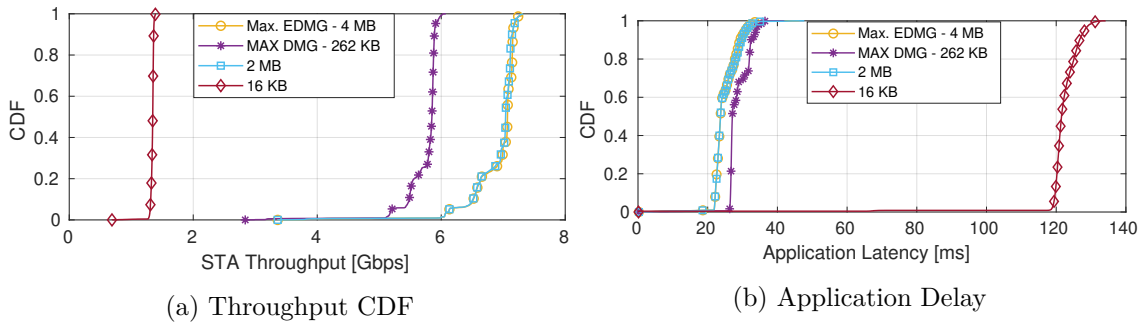 1
0.8
0.6
0.4
0.2
0
CDF
Max. EDMG - 4 MB
MAX DMG - 262 KB
2 MB
16 KB
0 2 4 6 8
STA Throughput [Gbps]
(a) Throughput CDF
1
0.8
0.6
0.4
0.2
0
CDF
Max. EDMG - 4 MB
MAX DMG - 262 KB
2 MB
16 KB
0 20 40 60 80 100 120 140
Application Latency [ms]
(b) Application Delay